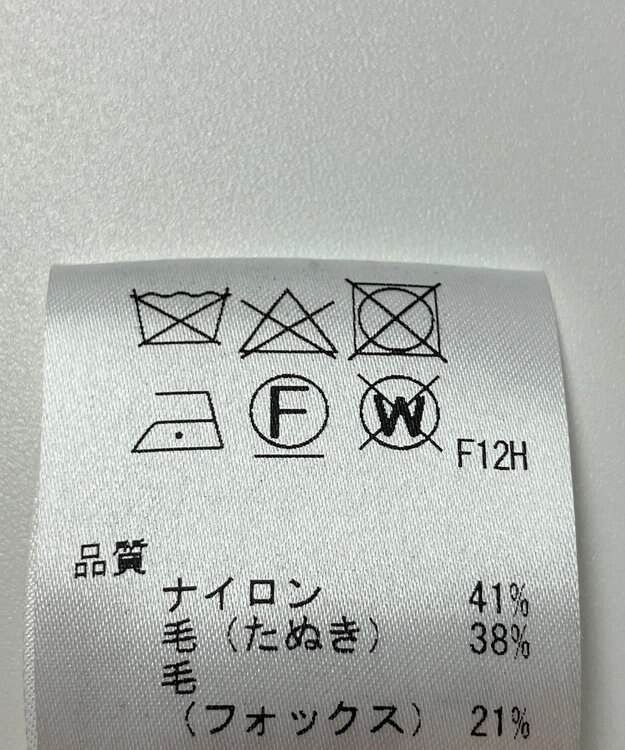 F W F12H
品質
ナイロン 41%
毛（たぬき） 38%
毛
（フォックス） 21%